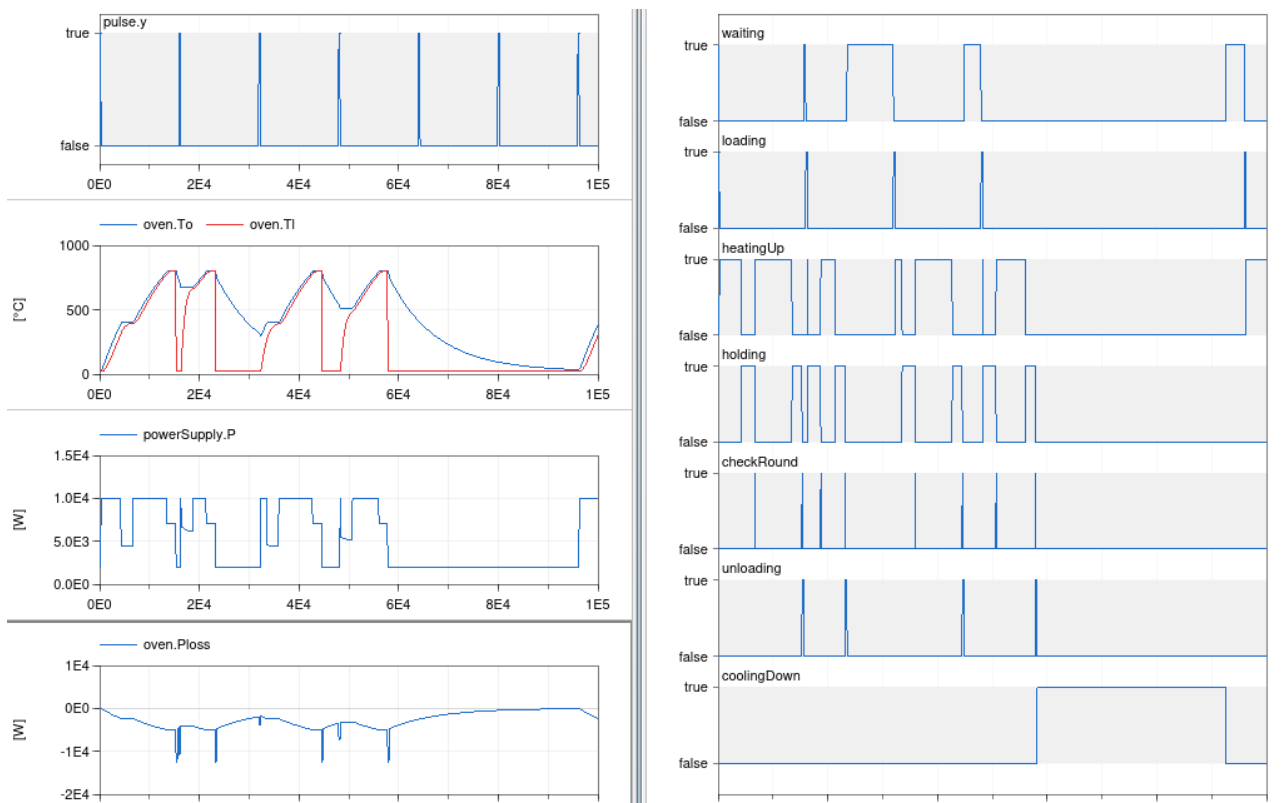 pulse.y
true
false
0E0 2E4 4E4 6E4 8E4 1E5
oven.To oven.Tl
[°C]
1000
500
0
0E0 2E4 4E4 6E4 8E4 1E5
powerSupply.P
[W]
1.5E4
1.0E4
5.0E3
0.0E0
0E0 2E4 4E4 6E4 8E4 1E5
oven.Ploss
[W]
1E4
0E0
-1E4
-2E4
waiting
true
false
loading
true
false
heatingUp
true
false
holding
true
false
checkRound
true
false
unloading
true
false
coolingDown
true
false